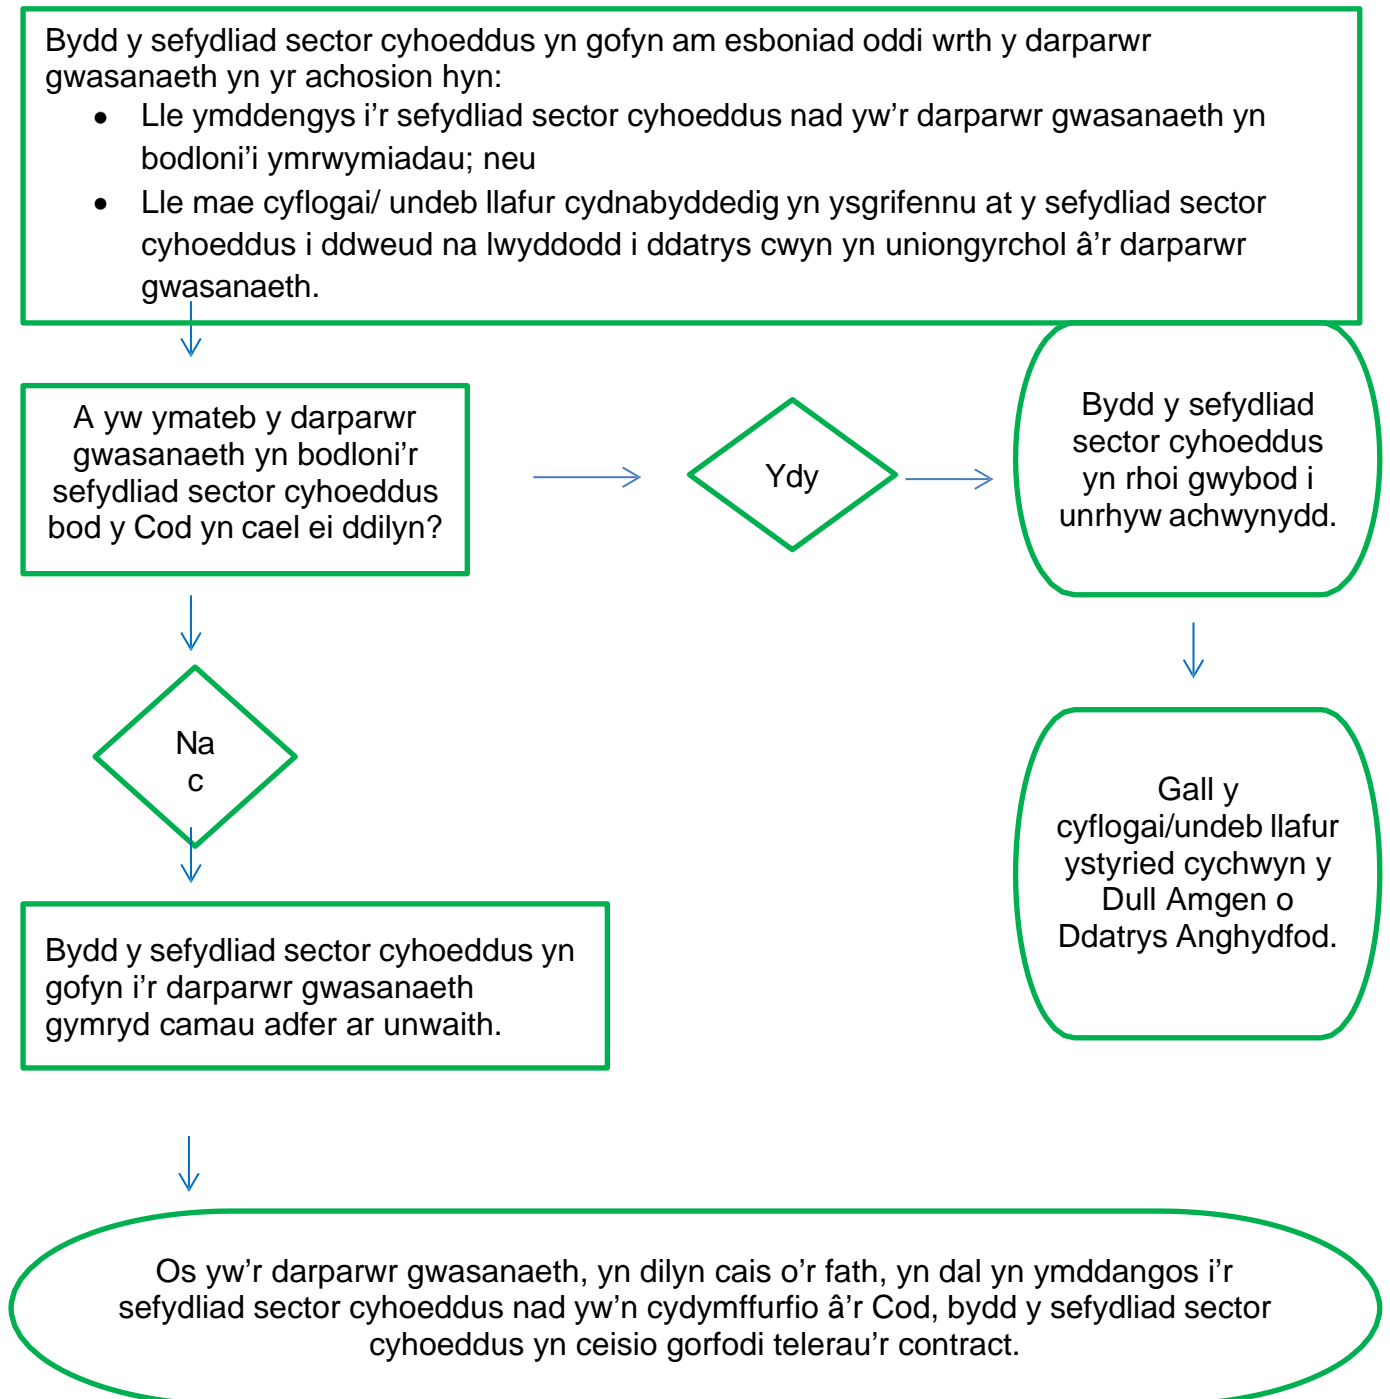 Bydd y sefydliad sector cyhoeddus yn gofyn am esboniad oddi wrth y darparwr
gwasanaeth yn yr achosion hyn:
• Lle ymddengys i’r sefydliad sector cyhoeddus nad yw’r darparwr gwasanaeth yn
bodloni’i ymrwymiadau; neu
• Lle mae cyflogai/ undeb llafur cydnabyddedig yn ysgrifennu at y sefydliad sector
cyhoeddus i ddweud na lwyddodd i ddatrys cwyn yn uniongyrchol â’r darparwr
gwasanaeth.
A yw ymateb y darparwr
gwasanaeth yn bodloni’r
sefydliad sector cyhoeddus
bod y Cod yn cael ei ddilyn?
Ydy
Bydd y sefydliad
sector cyhoeddus
yn rhoi gwybod i
unrhyw achwynydd.
Na
c
Gall y
cyflogai/undeb llafur
ystyried cychwyn y
Dull Amgen o
Ddatrys Anghydfod.
Bydd y sefydliad sector cyhoeddus yn
gofyn i’r darparwr gwasanaeth
gymryd camau adfer ar unwaith.
Os yw’r darparwr gwasanaeth, yn dilyn cais o’r fath, yn dal yn ymddangos i’r
sefydliad sector cyhoeddus nad yw’n cydymffurfio â’r Cod, bydd y sefydliad sector
cyhoeddus yn ceisio gorfodi telerau’r contract.